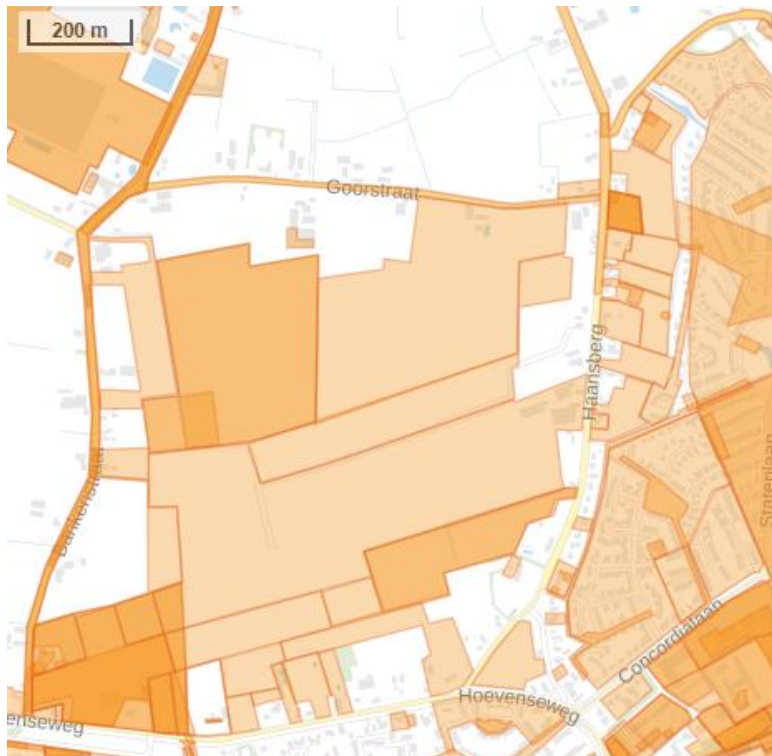 200 m
Goorstraat
Haansberg
Statenlaan
Concordialaan
Hoevenseweg
enseweg